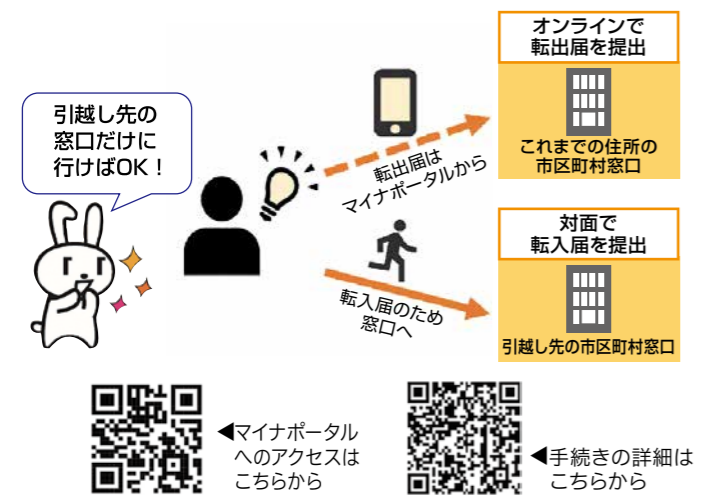 引越し先の
窓口だけに
行けばOK！
オンラインで
転出届を提出
これまでの住所の
市区町村窓口
転出届は
マイナポータルから
対面で
転入届を提出
引越し先の市区町村窓口
転入届のため
窓口へ
◀マイナポータル
へのアクセスは
こちらから
◀手続きの詳細は
こちらから